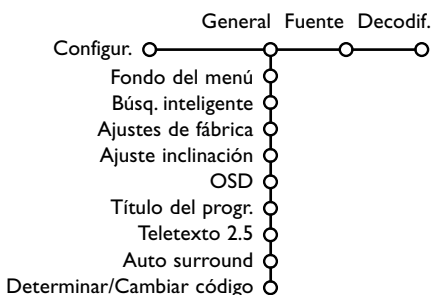 General Fuente Decodif.
Configur.
Fondo del menú
Búsq. inteligente
Ajustes de fábrica
Ajuste inclinación
OSD
Título del progr.
Teletexto 2.5
Auto surround
Determinar/Cambiar código